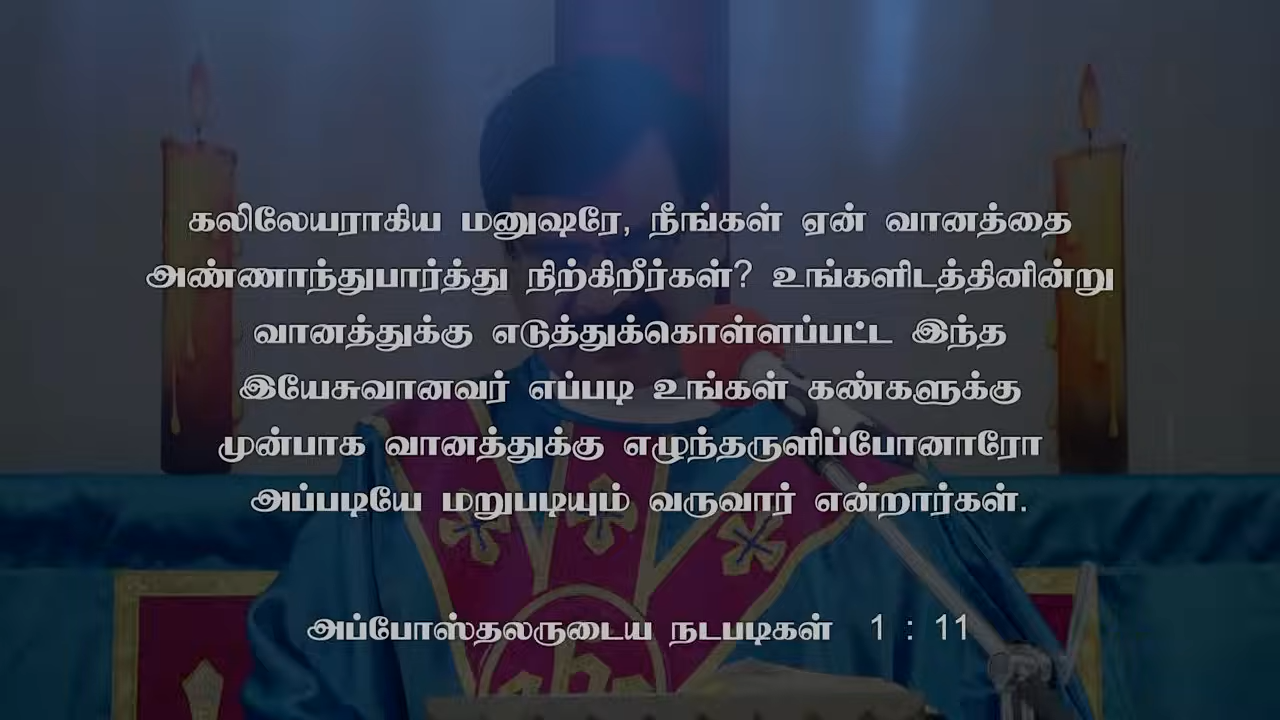 கலிலேயராகிய மனுஷரே, நீங்கள் ஏன் வானத்தை
அண்ணாந்துபார்த்து நிற்கிறீர்கள்? உங்களிடத்தினின்று
வானத்துக்கு எடுத்துக்கொள்ளப்பட்ட இந்த
இயேசுவானவர் எப்படி உங்கள் கண்களுக்கு
முன்பாக வானத்துக்கு எழுந்தருளிப்போனாரோ
அப்படியே மறுபடியும் வருவார் என்றார்கள்.
அப்போஸ்தலருடைய நடபடிகள் 1 : 11